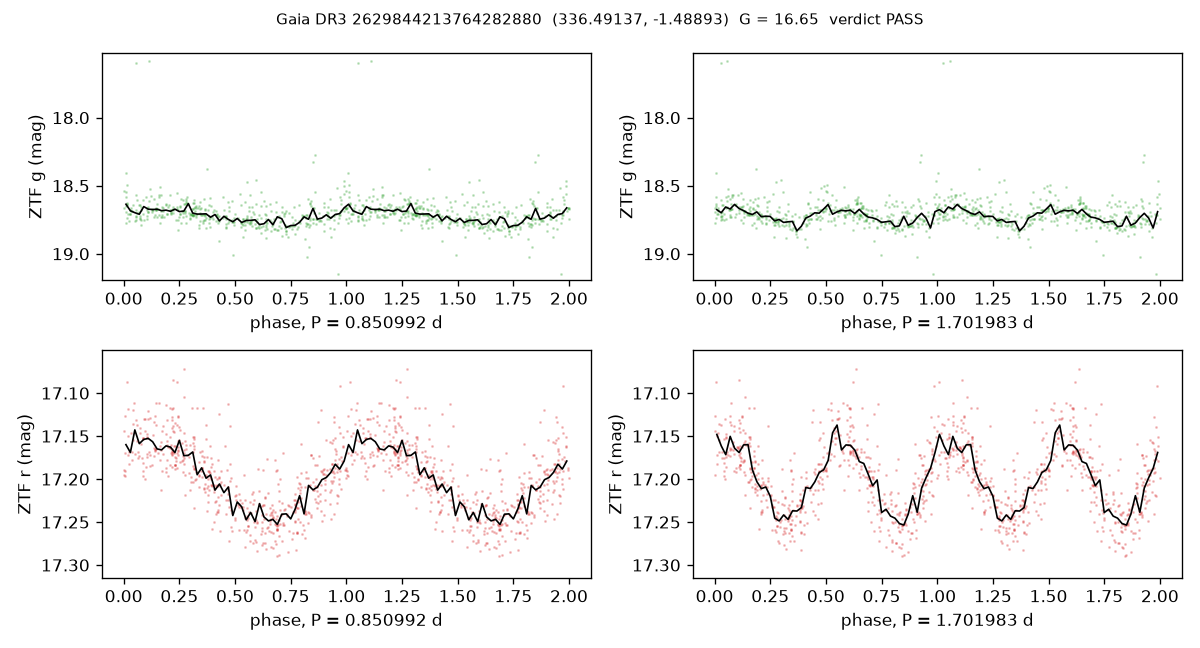 Gaia DR3 2629844213764282880 (336.49137, -1.48893) G = 16.65 verdict PASS
ZTF g (mag)
18.0
18.5
19.0
0.00 0.25 0.50 0.75 1.00 1.25 1.50 1.75 2.00
phase, P = 0.850992 d
ZTF g (mag)
18.0
18.5
19.0
0.00 0.25 0.50 0.75 1.00 1.25 1.50 1.75 2.00
phase, P = 1.701983 d
ZTF r (mag)
17.10
17.15
17.20
17.25
17.30
0.00 0.25 0.50 0.75 1.00 1.25 1.50 1.75 2.00
phase, P = 0.850992 d
ZTF r (mag)
17.10
17.15
17.20
17.25
17.30
0.00 0.25 0.50 0.75 1.00 1.25 1.50 1.75 2.00
phase, P = 1.701983 d